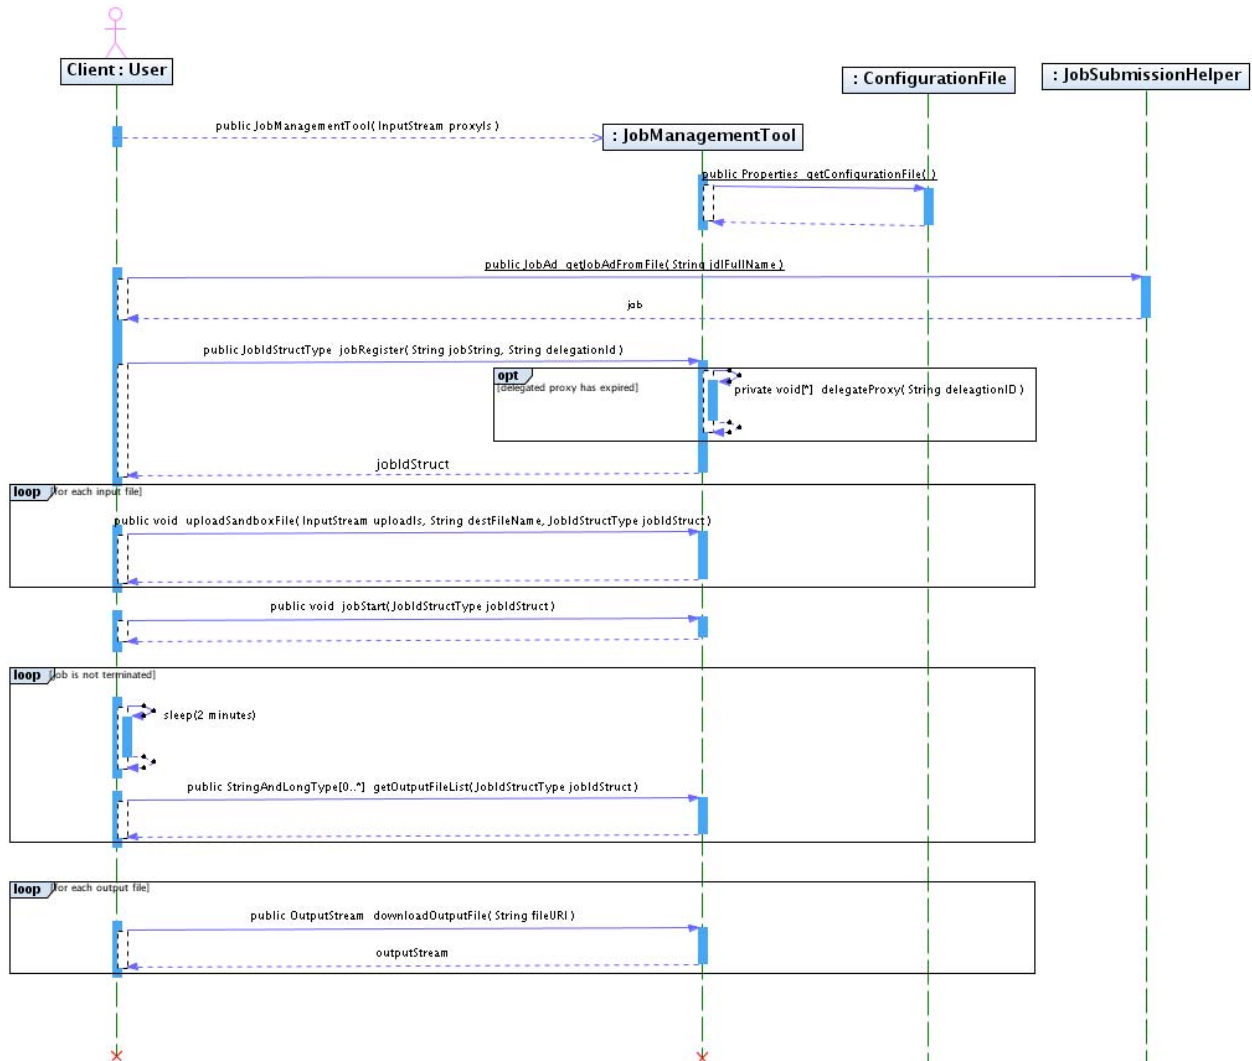 Client : User
: ConfigurationFile
: JobSubmissionHelper
public JobManagementTool( InputStream proxyIs )
: JobManagementTool
public Properties getConfigurationFile( )
public JobAd getJobAdFromFile( String jdlFullName )
job
public JobIdStructType jobRegister( String jobString, String delegationId )
opt
[delegated proxy has expired]
private void[*] delegateProxy( String deleagtionID )
jobIdStruct
loop [for each input file]
public void uploadSandboxFile( InputStream uploadIs, String destFileName, JobIdStructType jobIdStruct )
public void jobStart( JobIdStructType jobIdStruct )
loop [job is not terminated]
sleep(2 minutes)
public StringAndLongType[0..*] getOutputFileList( JobIdStructType jobIdStruct )
loop [for each output file]
public OutputStream downloadOutputFile( String fileURI )
outputStream